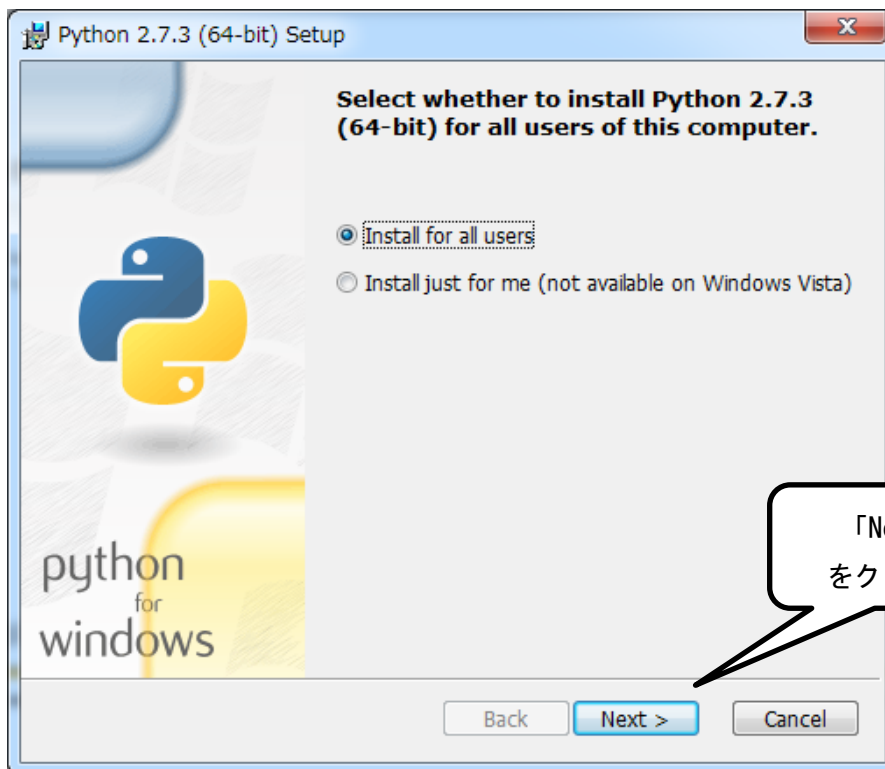 Python 2.7.3 (64-bit) Setup
Select whether to install Python 2.7.3
(64-bit) for all users of this computer.
Install for all users
Install just for me (not available on Windows Vista)
python
for
windows
「Ne
をク
Back
Next >
Cancel